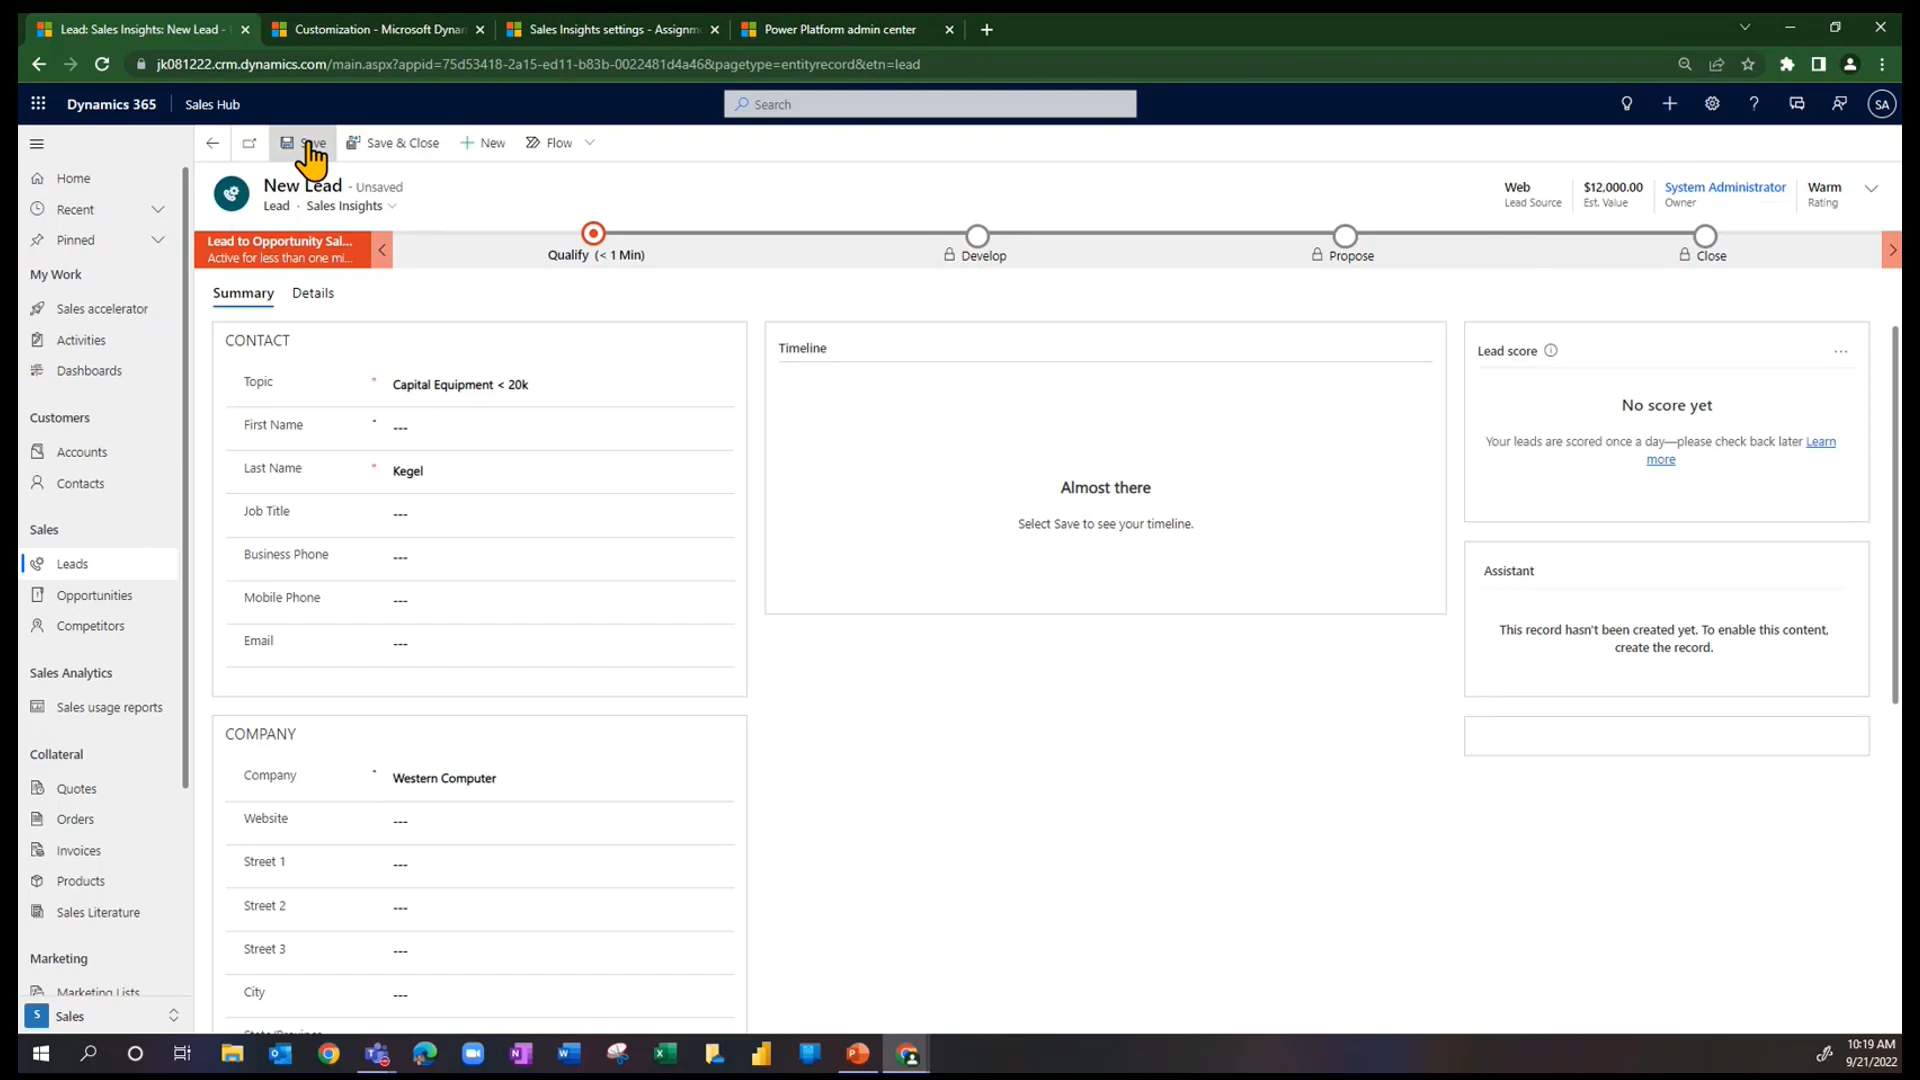 Lead: Sales Insights: New Lead -
Customization - Microsoft Dynam
Sales Insights settings - Assignm
Power Platform admin center
jk081222.crm.dynamics.com/main.aspx?appid=75d53418-2a15-ed11-b83b-0022481d4a46&pagetype=entityrecord&etn=lead
Dynamics 365
Sales Hub
Search
SA
Save
Save & Close
New
Flow
New Lead - Unsaved
Lead · Sales Insights
Web
Lead Source
$12,000.00
Est. Value
System Administrator
Owner
Warm
Rating
Lead to Opportunity Sal...
Active for less than one mi...
Qualify (< 1 Min)
Develop
Propose
Close
Home
Recent
Pinned
My Work
Sales accelerator
Activities
Dashboards
Customers
Accounts
Contacts
Sales
Leads
Opportunities
Competitors
Sales Analytics
Sales usage reports
Collateral
Quotes
Orders
Invoices
Products
Sales Literature
Marketing
Marketing Lists
S Sales
Summary
Details
CONTACT
Topic * Capital Equipment < 20k
First Name ---
Last Name * Kegel
Job Title ---
Business Phone ---
Mobile Phone ---
Email ---
COMPANY
Company Western Computer
Website ---
Street 1 ---
Street 2 ---
Street 3 ---
City ---
State/Province
Timeline
Almost there
Select Save to see your timeline.
Lead score
No score yet
Your leads are scored once a day—please check back later Learn
more
Assistant
This record hasn't been created yet. To enable this content,
create the record.
10:19 AM
9/21/2022